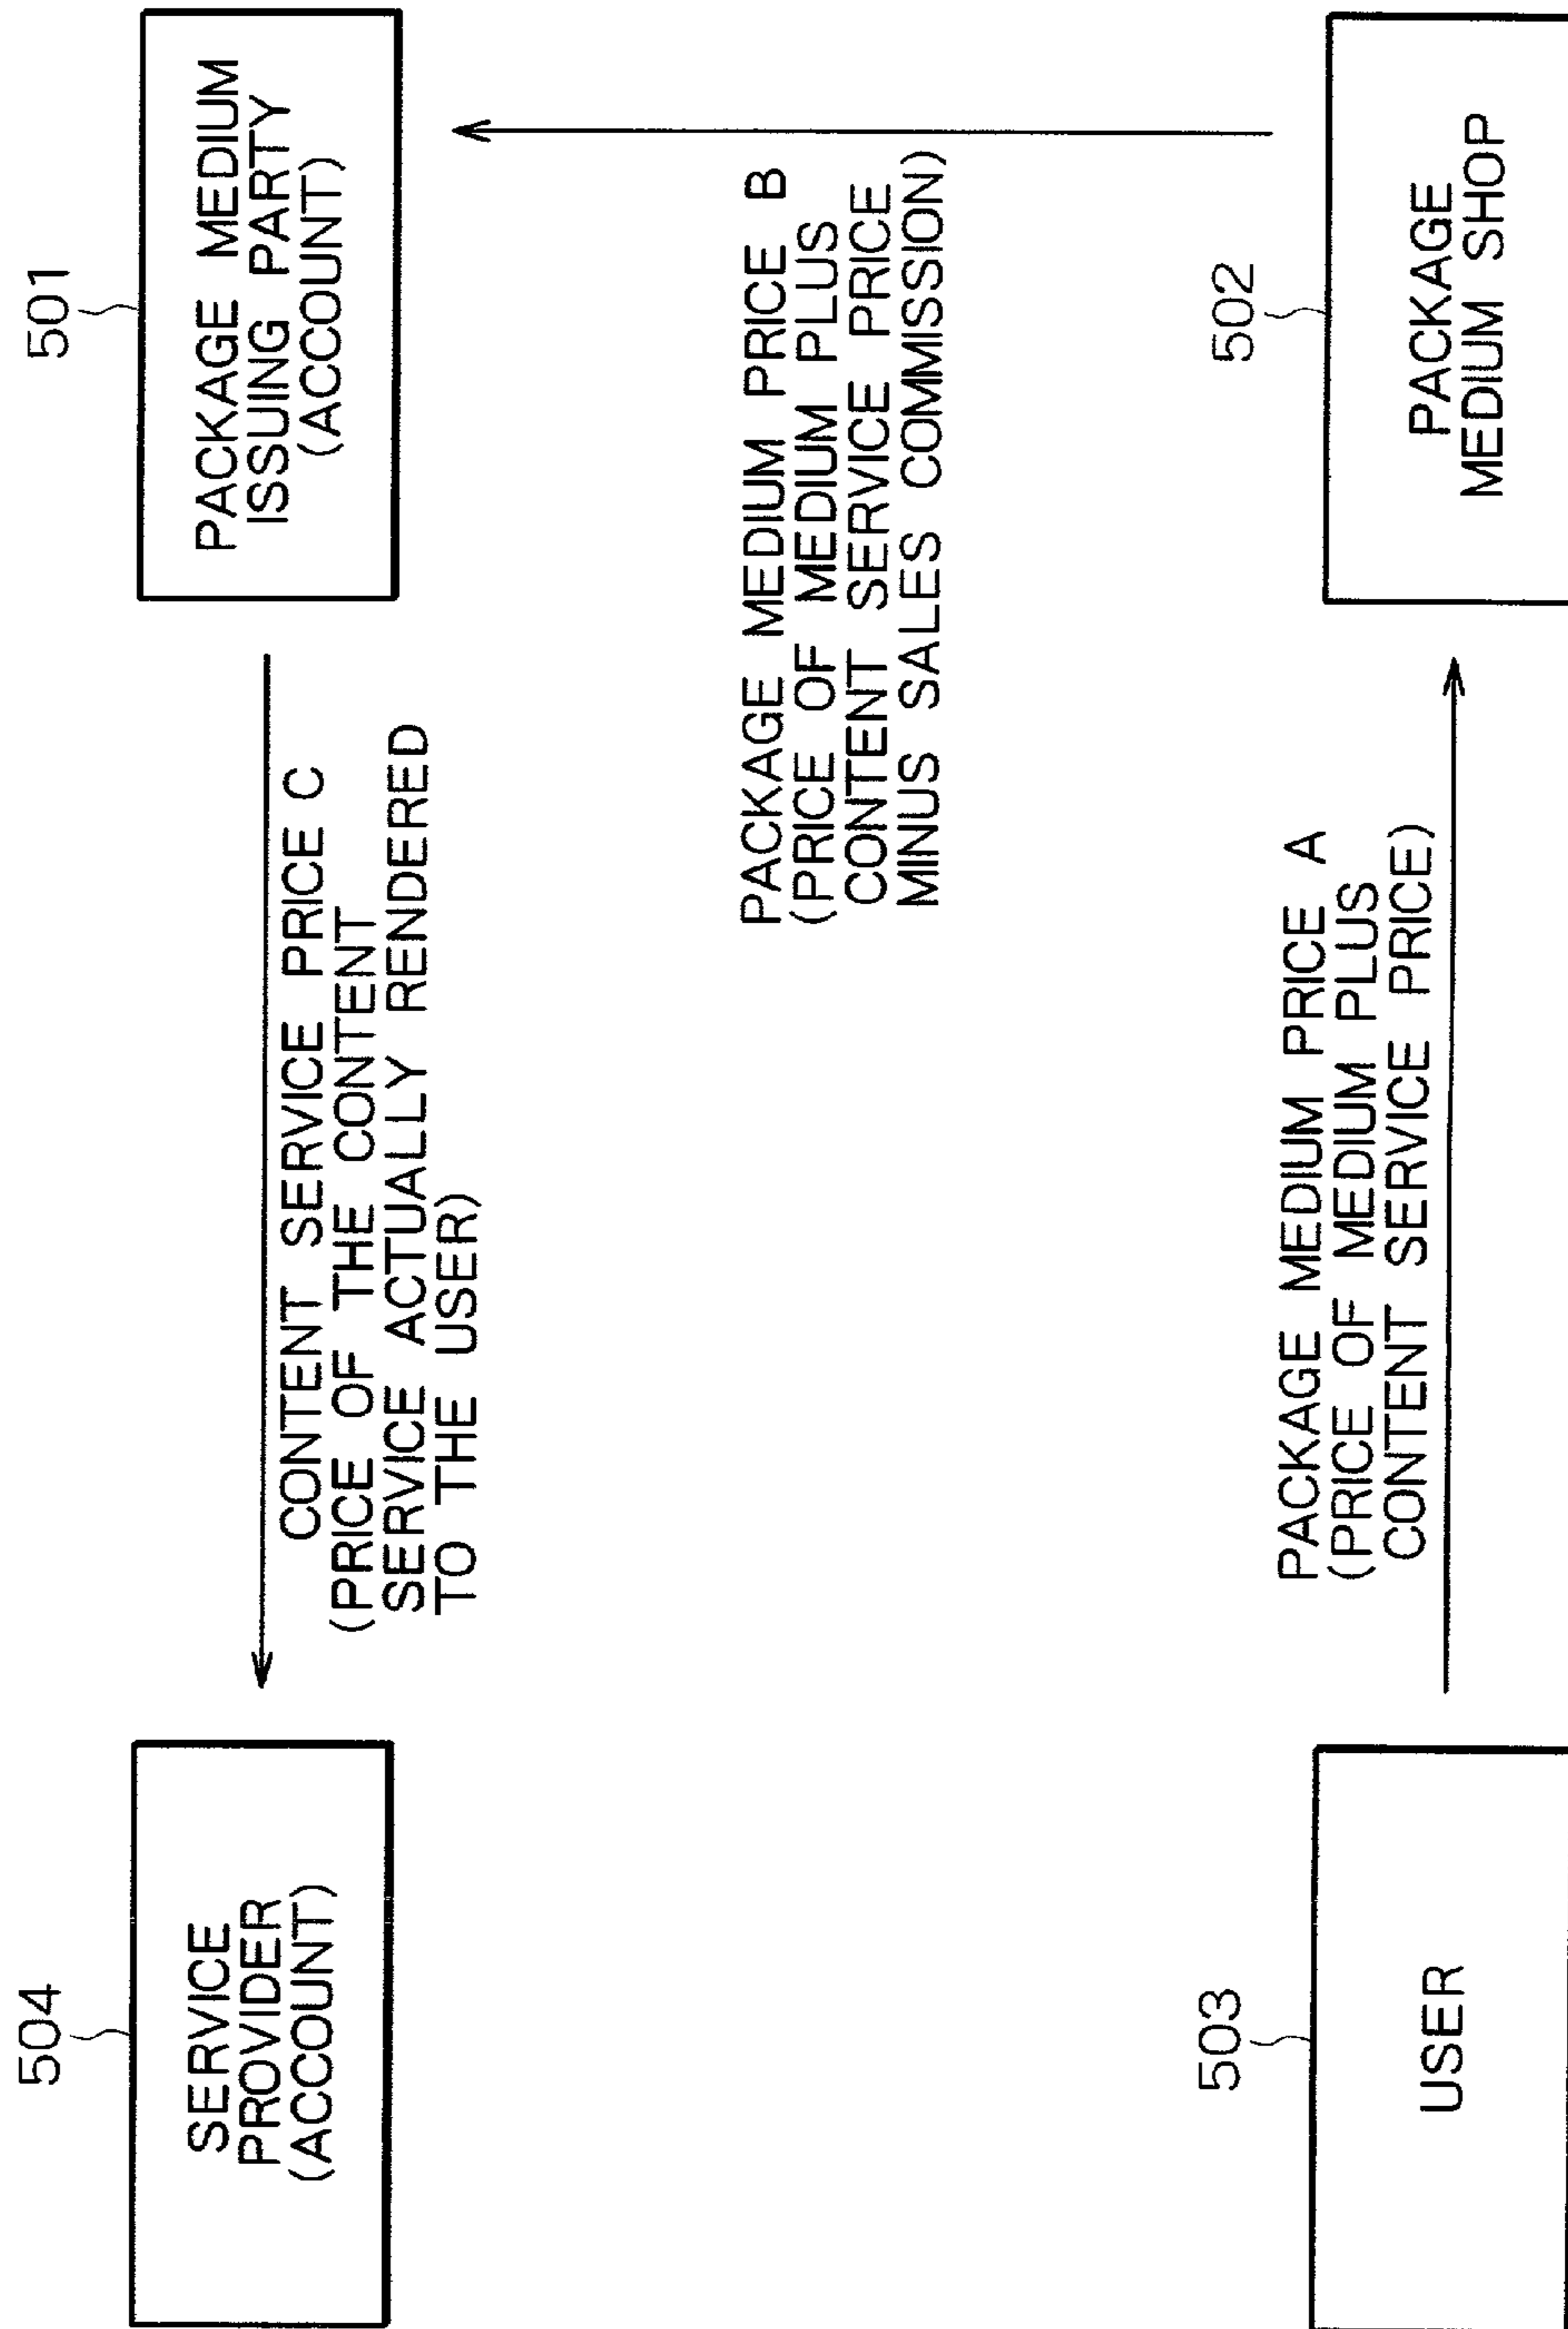 504
SERVICE
PROVIDER
(ACCOUNT)
CONTENT SERVICE PRICE C
(PRICE OF THE CONTENT
SERVICE ACTUALLY RENDERED
TO THE USER)
501
PACKAGE MEDIUM
ISSUING PARTY
(ACCOUNT)
PACKAGE MEDIUM PRICE B
(PRICE OF MEDIUM PLUS
CONTENT SERVICE PRICE
MINUS SALES COMMISSION)
503
USER
PACKAGE MEDIUM PRICE A
(PRICE OF MEDIUM PLUS
CONTENT SERVICE PRICE)
502
PACKAGE
MEDIUM SHOP